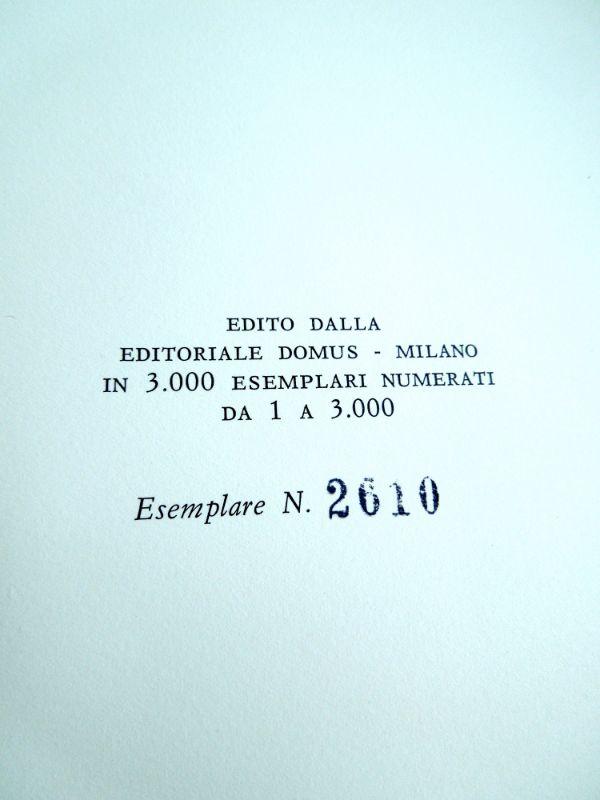 EDITO DALLA
EDITORIALE DOMUS - MILANO
IN 3.000 ESEMPLARI NUMERATI
DA 1 A 3.000
Esemplare N. 2610